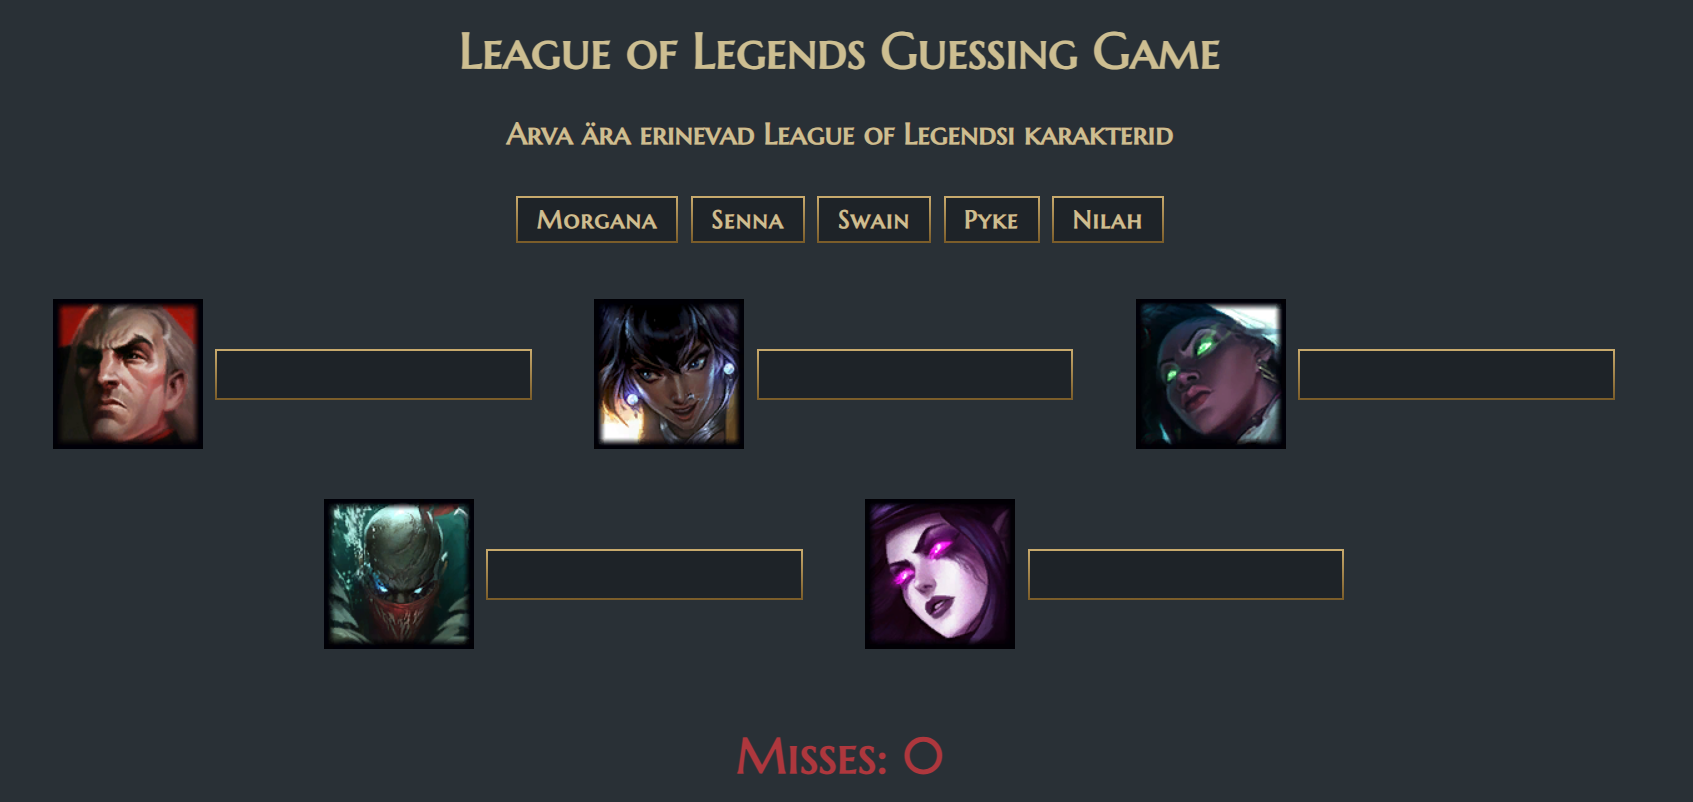 League of Legends Guessing Game
Arva ära erinevad League of Legendsi karakterid
Morgana Senna Swain Pyke Nilah
Misses: 0